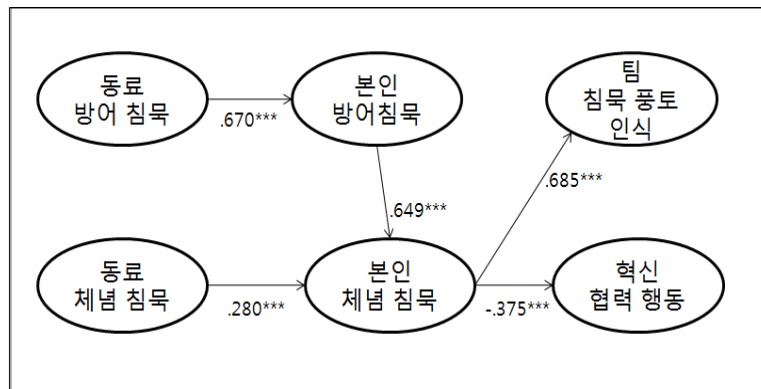 동료
방어 침묵
.670***
본인
방어침묵
팀
침묵 풍토
인식
.649***
.685***
동료
체념 침묵
.280***
본인
체념 침묵
-.375***
혁신
협력 행동